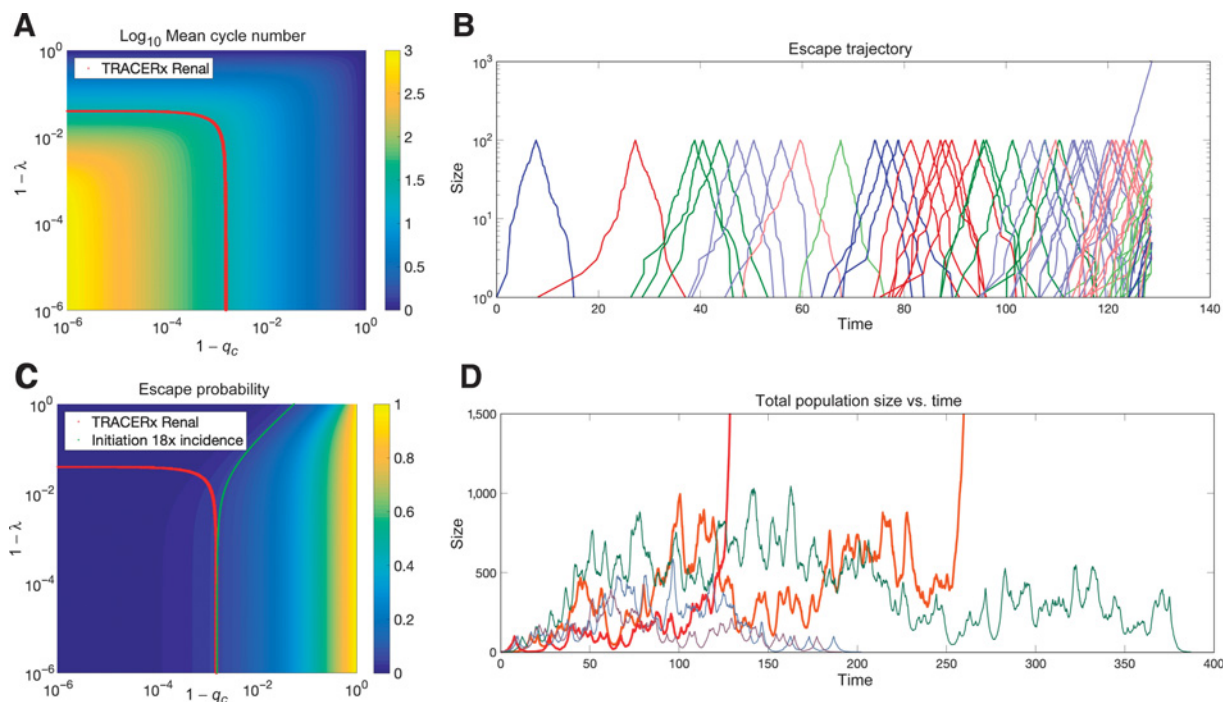 A
Log10 Mean cycle number
TRACERx Renal
10^0
10^-2
10^-4
10^-6
1 − λ
10^-6
10^-4
10^-2
10^0
1 − qc
3
2.5
2
1.5
1
0.5
0
B
Escape trajectory
10^3
10^2
10^1
10^0
Size
0
20
40
60
80
100
120
140
Time
C
Escape probability
TRACERx Renal
Initiation 18x incidence
10^0
10^-2
10^-4
10^-6
1 − λ
10^-6
10^-4
10^-2
10^0
1 − qc
1
0.8
0.6
0.4
0.2
0
D
Total population size vs. time
1,500
1,000
500
0
Size
0
50
100
150
200
250
300
350
400
Time